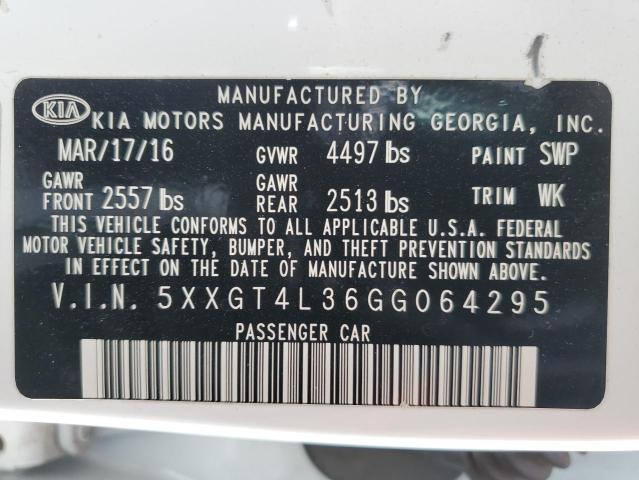 MANUFACTURED BY
KIA KIA MOTORS MANUFACTURING GEORGIA, INC.
MAR/17/16 GVWR 4497 lbs PAINT SWP
GAWR FRONT 2557 lbs GAWR REAR 2513 lbs TRIM WK
THIS VEHICLE CONFORMS TO ALL APPLICABLE U.S.A. FEDERAL
MOTOR VEHICLE SAFETY, BUMPER, AND THEFT PREVENTION STANDARDS
IN EFFECT ON THE DATE OF MANUFACTURE SHOWN ABOVE.
V.I.N. 5XXGT4L36GG064295
PASSENGER CAR